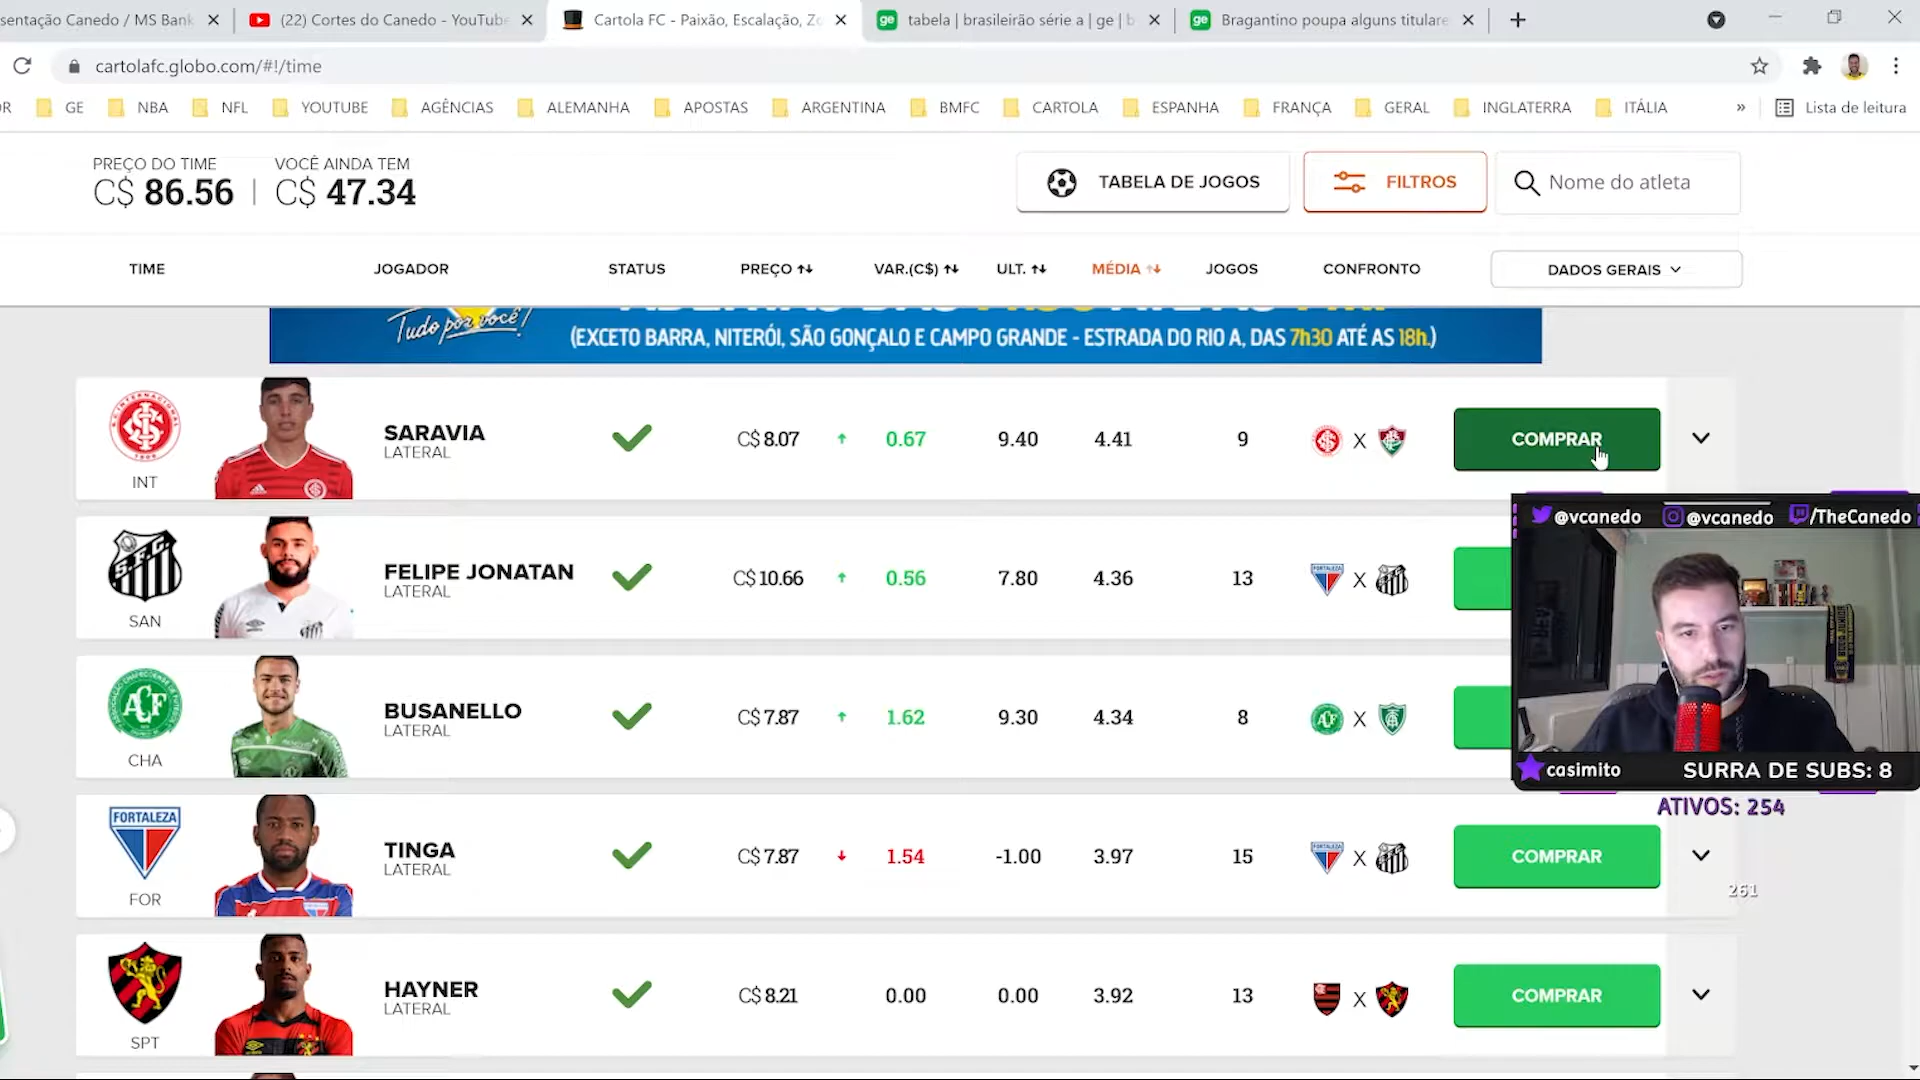 sentação Canedo / MS Bank
(22) Cortes do Canedo - YouTube
Cartola FC - Paixão, Escalação, Zo
tabela | brasileirão série a | ge | b
Bragantino poupa alguns titulare
cartolafc.globo.com/#!/time
OR
GE
NBA
NFL
YOUTUBE
AGÊNCIAS
ALEMANHA
APOSTAS
ARGENTINA
BMFC
CARTOLA
ESPANHA
FRANÇA
GERAL
INGLATERRA
ITÁLIA
»
Lista de leitura
PREÇO DO TIME
C$ 86.56
VOCÊ AINDA TEM
C$ 47.34
TABELA DE JOGOS
FILTROS
Nome do atleta
TIME JOGADOR STATUS PREÇO VAR.(C$) ULT. MÉDIA JOGOS CONFRONTO DADOS GERAIS
Tudo por você!
(EXCETO BARRA, NITERÓI, SÃO GONÇALO E CAMPO GRANDE - ESTRADA DO RIO A, DAS 7h30 ATÉ AS 18h.)
INT
SARAVIA
LATERAL
C$ 8.07 0.67 9.40 4.41 9 X COMPRAR
SAN
FELIPE JONATAN
LATERAL
C$ 10.66 0.56 7.80 4.36 13 FORTALEZA X
CHA
BUSANELLO
LATERAL
C$ 7.87 1.62 9.30 4.34 8 X
FORTALEZA
FOR
TINGA
LATERAL
C$ 7.87 1.54 -1.00 3.97 15 FORTALEZA X COMPRAR
SPT
HAYNER
LATERAL
C$ 8.21 0.00 0.00 3.92 13 X COMPRAR
@vcanedo @vcanedo /TheCanedo
casimito SURRA DE SUBS: 8
ATIVOS: 254
261